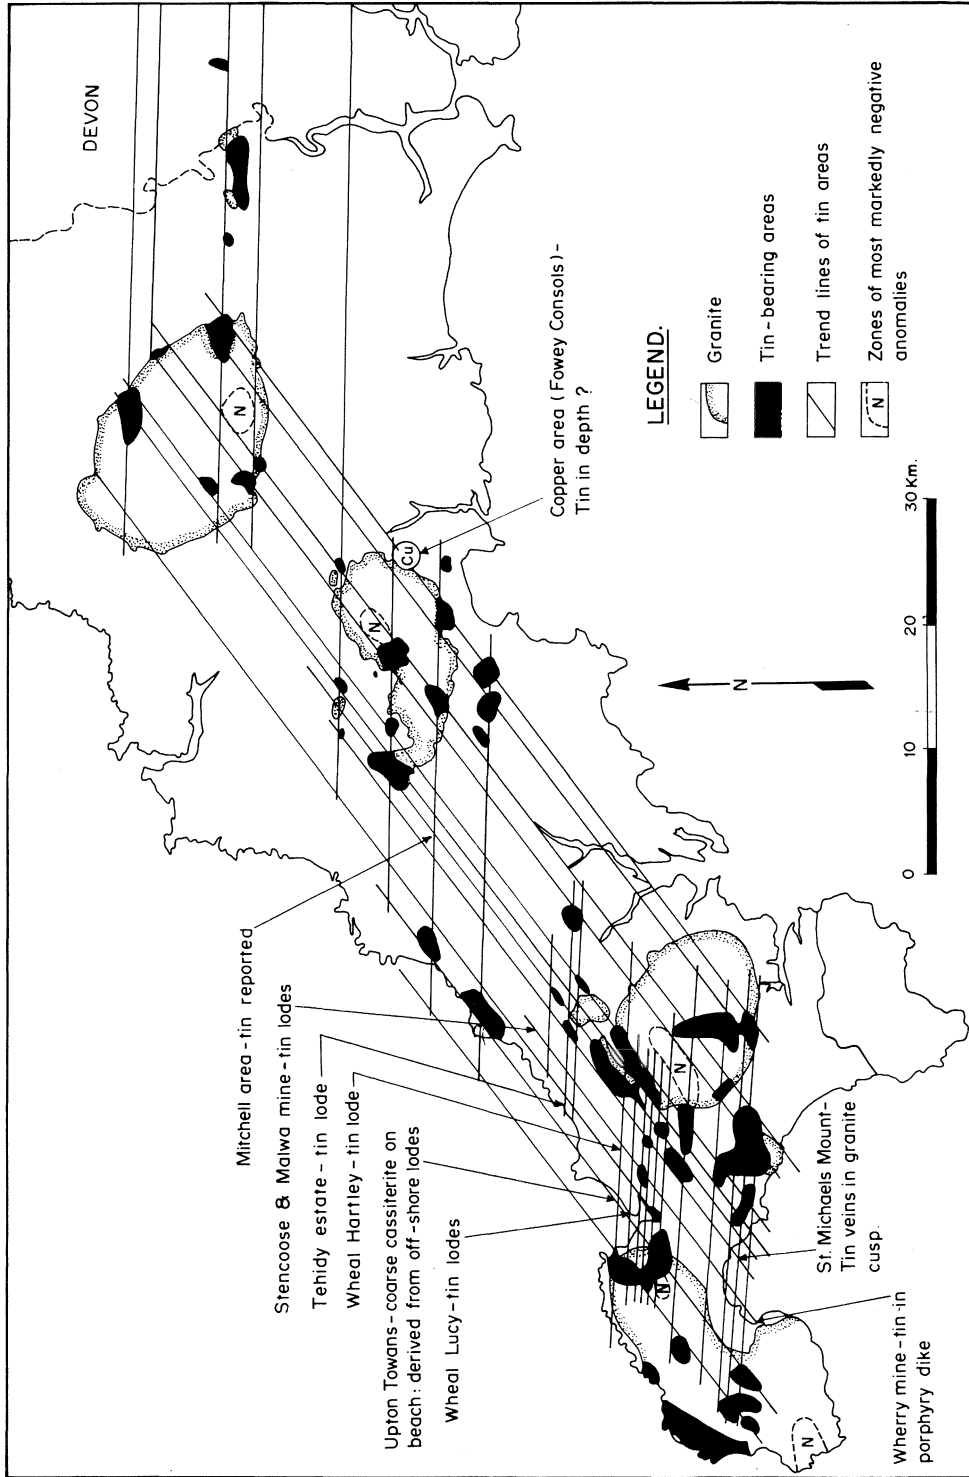 DEVON
Mitchell area-tin reported
Stencoose & Malwa mine-tin lodes
Tehidy estate-tin lode
Wheal Hartley-tin lode
Upton Towans-coarse cassiterite on
beach: derived from off-shore lodes
Wheal Lucy-tin lodes
Copper area (Fowey Consols)-
Tin in depth ?
Cu
N
N
N
N
N
N
St. Michaels Mount-
Tin veins in granite
cusp.
Wherry mine-tin-in
porphyry dike
LEGEND.
Granite
Tin-bearing areas
Trend lines of tin areas
N
Zones of most markedly negative
anomalies
0 10 20 30 Km.